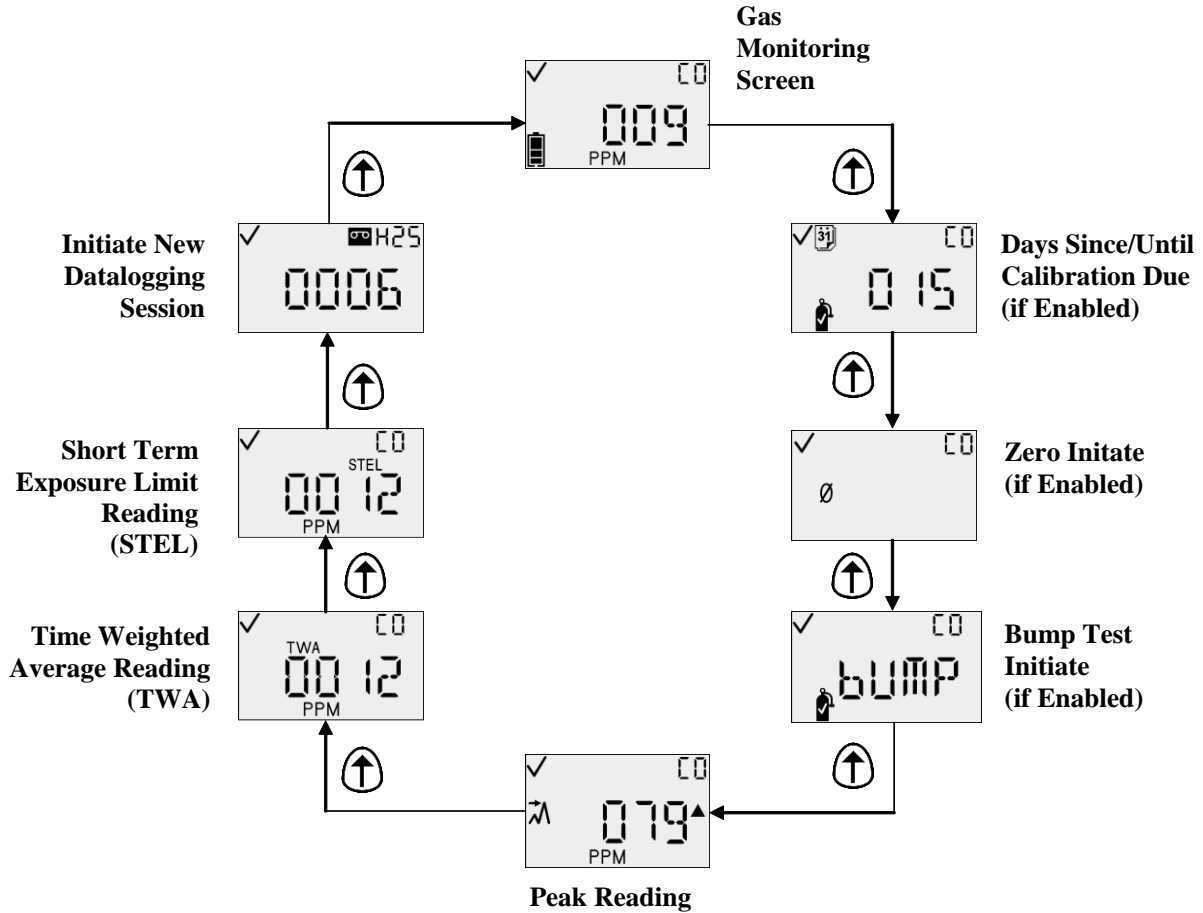 Gas
Monitoring
Screen
CO
009
PPM
31
CO
015
Days Since/Until
Calibration Due
(if Enabled)
CO
Ø
Zero Initate
(if Enabled)
CO
bUMP
Bump Test
Initiate
(if Enabled)
CO
079
PPM
Peak Reading
CO
TWA
0012
PPM
Time Weighted
Average Reading
(TWA)
CO
STEL
0012
PPM
Short Term
Exposure Limit
Reading
(STEL)
H2S
0006
Initiate New
Datalogging
Session